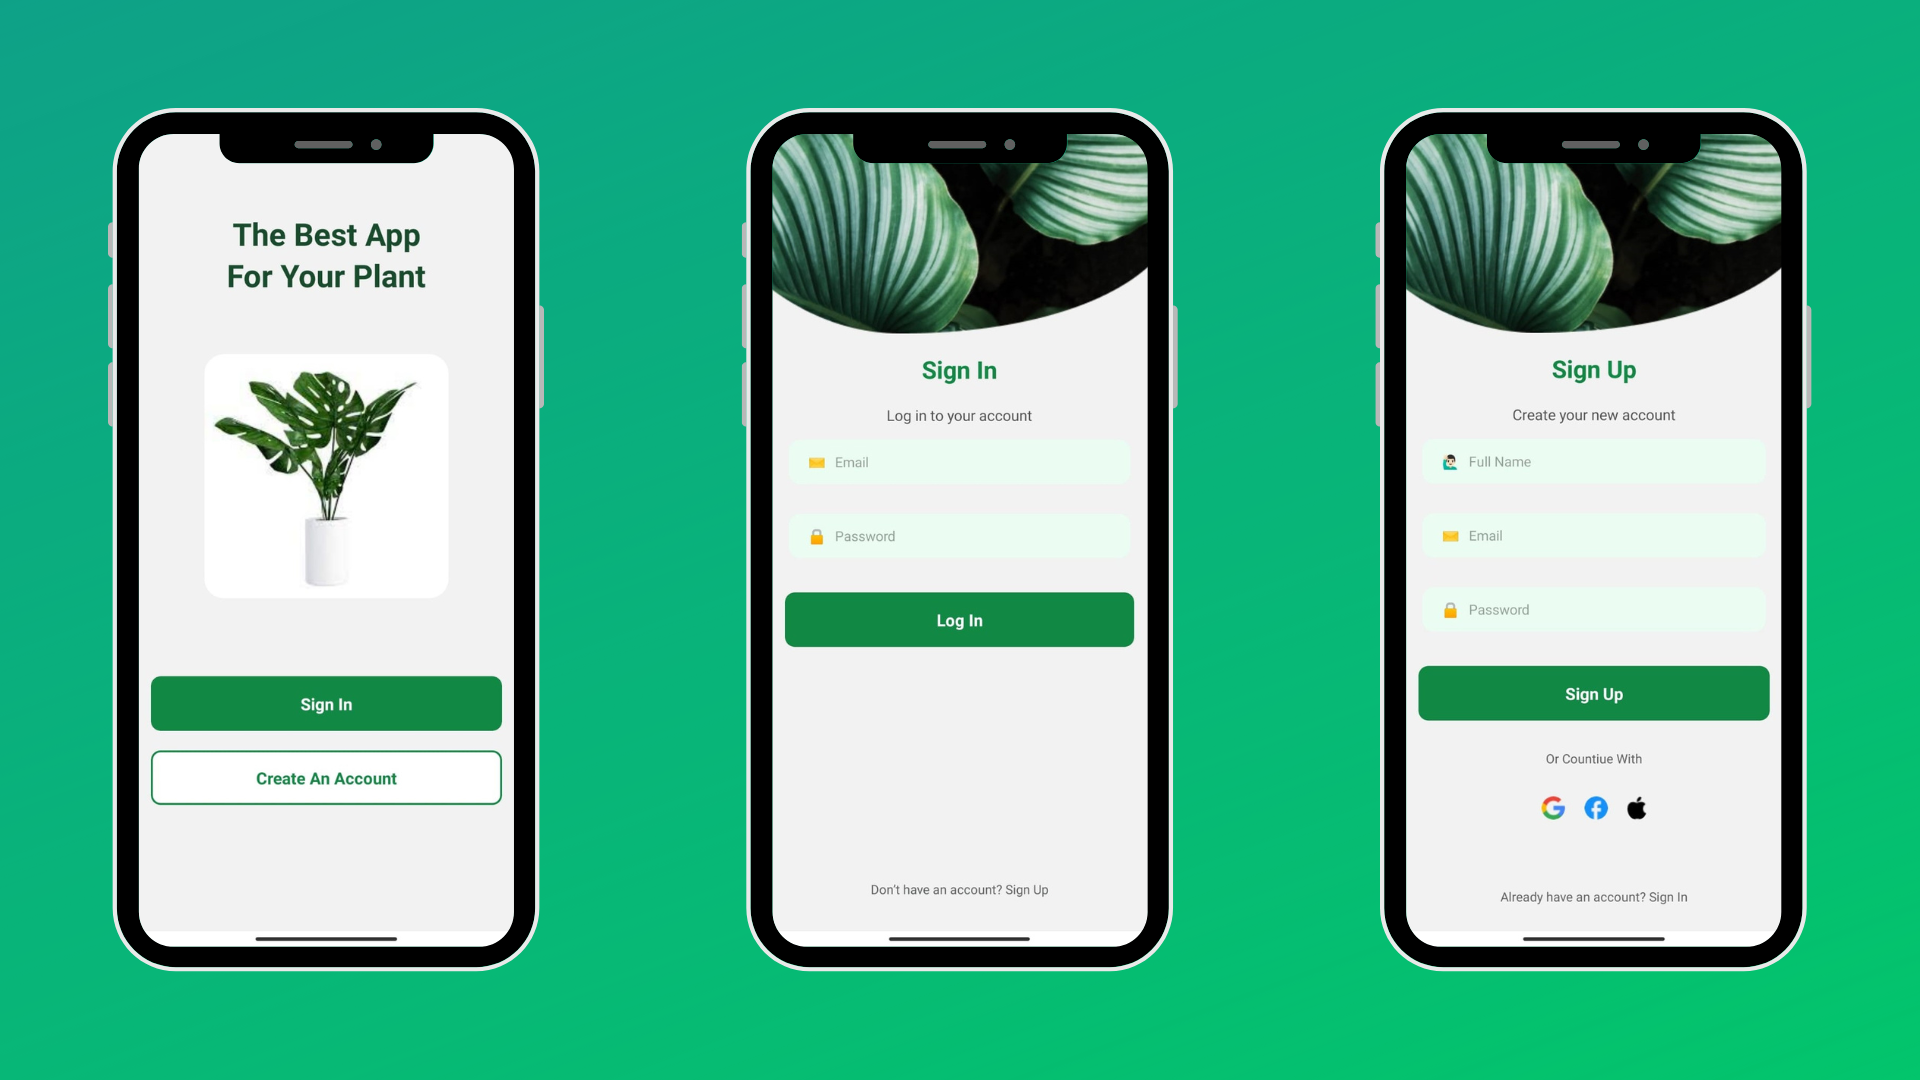 The Best App
For Your Plant
Sign In
Create An Account
Sign In
Log in to your account
Email
Password
Log In
Don't have an account? Sign Up
Sign Up
Create your new account
Full Name
Email
Password
Sign Up
Or Countiue With
Already have an account? Sign In